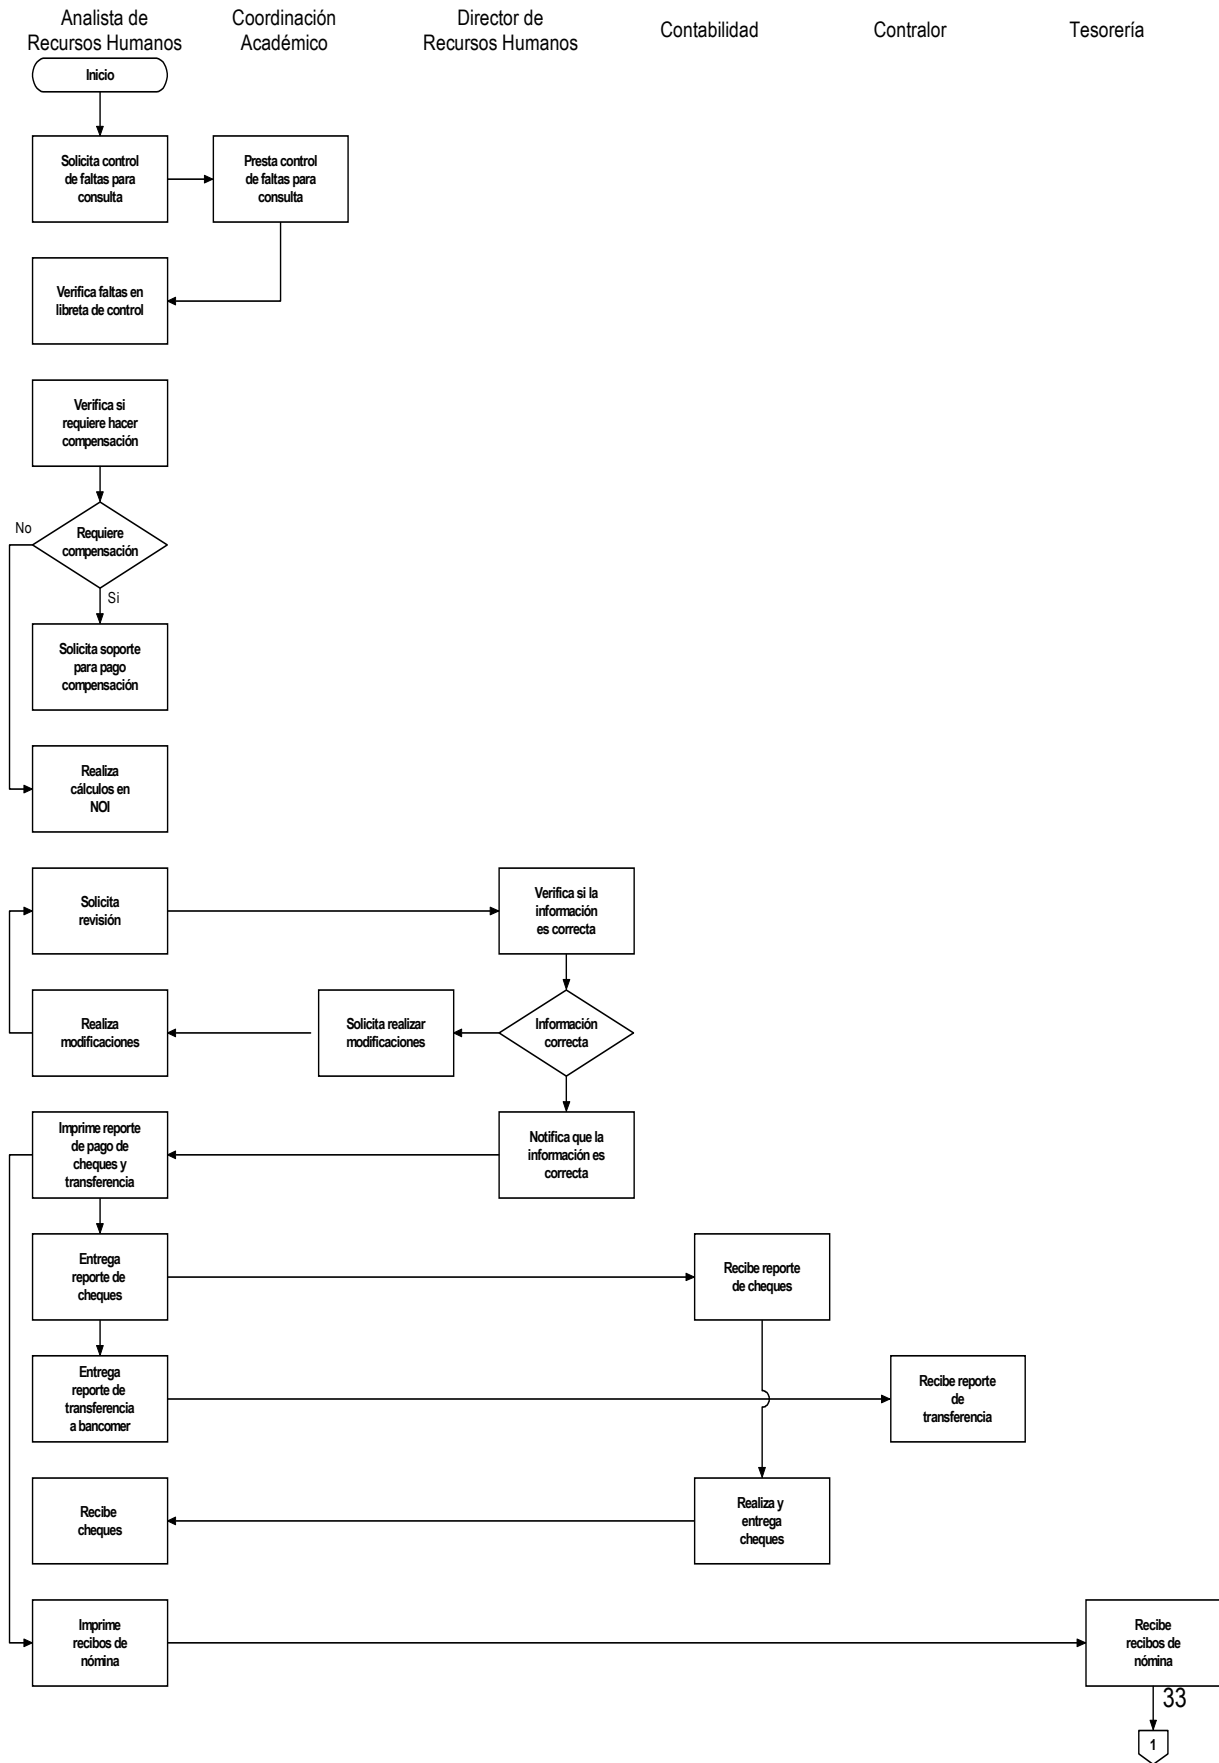 Analista de
Recursos Humanos
Coordinación
Académico
Director de
Recursos Humanos
Contabilidad
Contralor
Tesorería
Inicio
Solicita control
de faltas para
consulta
Presta control
de faltas para
consulta
Verifica faltas en
libreta de control
Verifica si
requiere hacer
compensación
No
Requiere
compensación
Si
Solicita soporte
para pago
compensación
Realiza
cálculos en
NOI
Solicita
revisión
Verifica si la
información
es correcta
Realiza
modificaciones
Solicita realizar
modificaciones
Información
correcta
Imprime reporte
de pago de
cheques y
transferencia
Notifica que la
información es
correcta
Entrega
reporte de
cheques
Recibe reporte
de cheques
Entrega
reporte de
transferencia
a bancomer
Recibe reporte
de
transferencia
Recibe
cheques
Realiza y
entrega
cheques
Imprime
recibos de
nómina
Recibe
recibos de
nómina
33
1